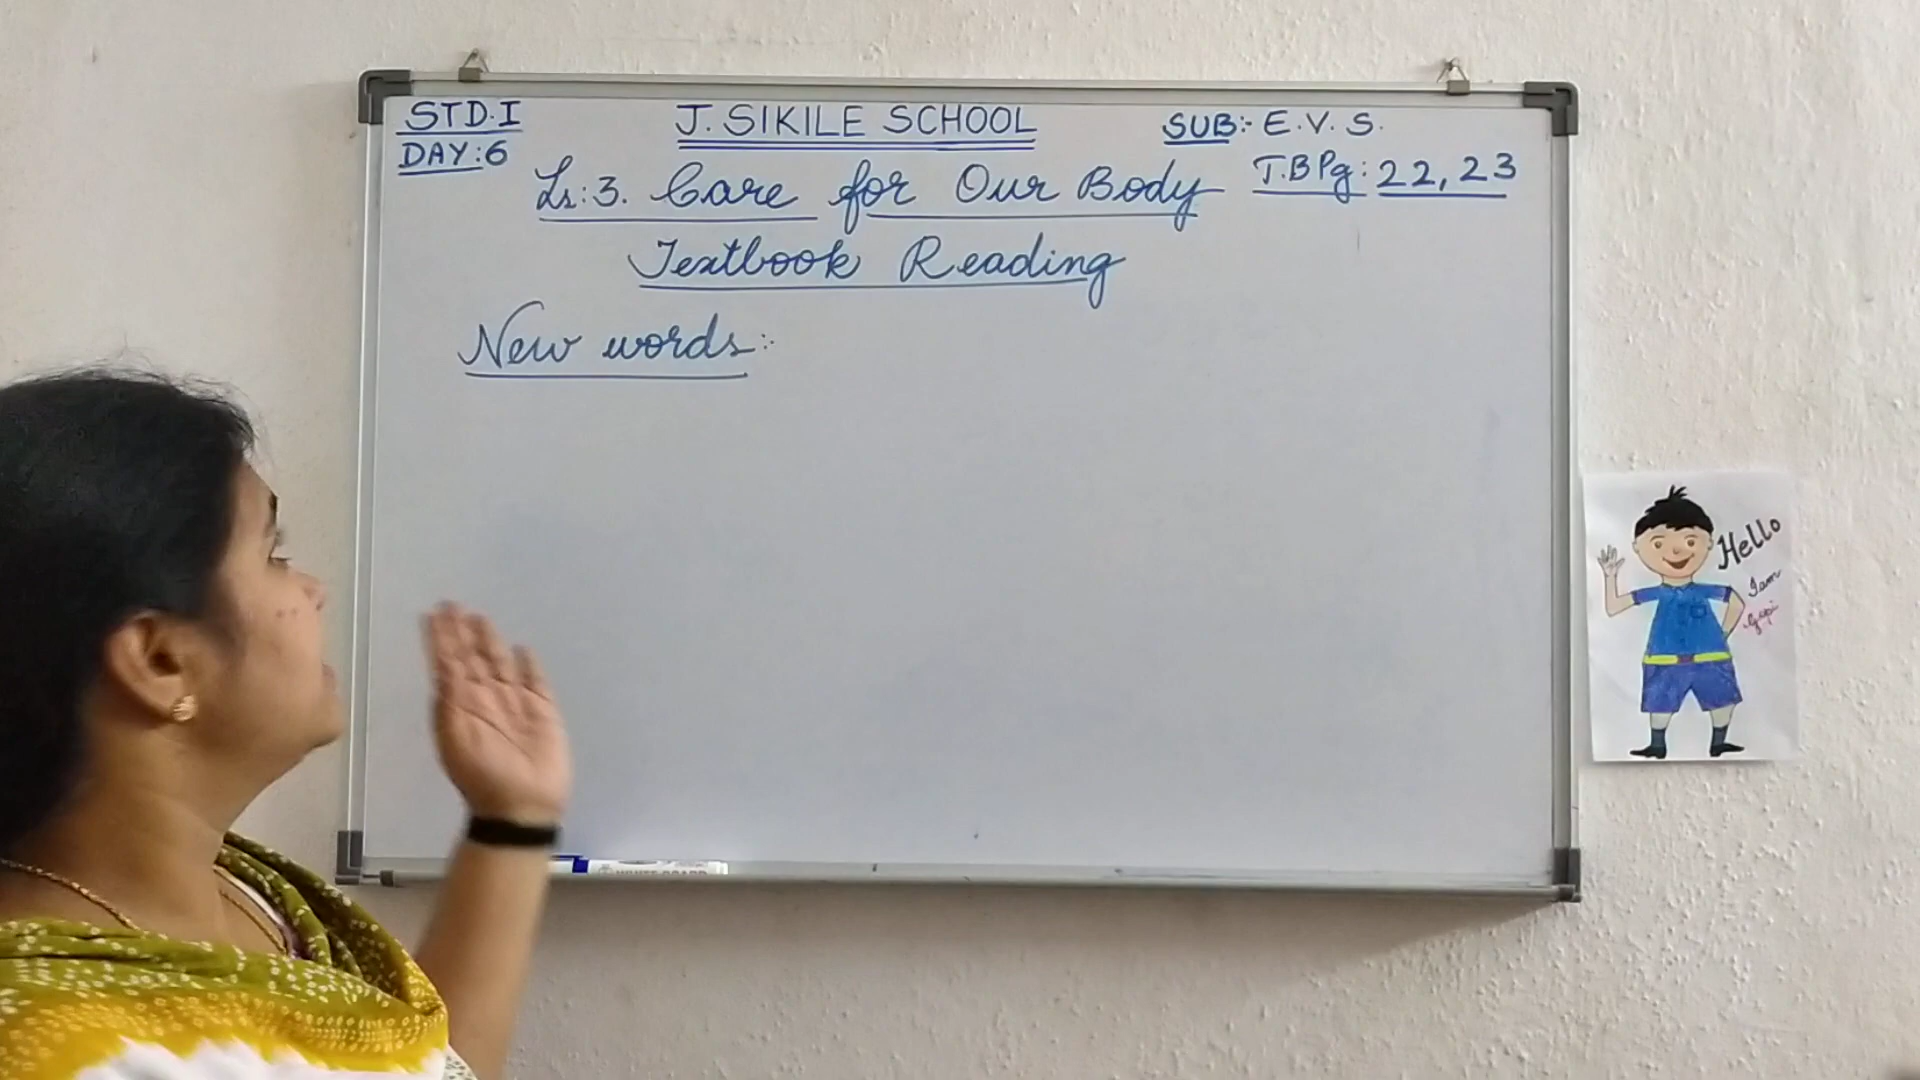 STD.I
DAY:6
J. SIKILE SCHOOL
SUB:- E.V.S.
T.B Pg: 22, 23
Ls:3. Care for Our Body
Textbook Reading
New words:-
Hello
I am
Gopi